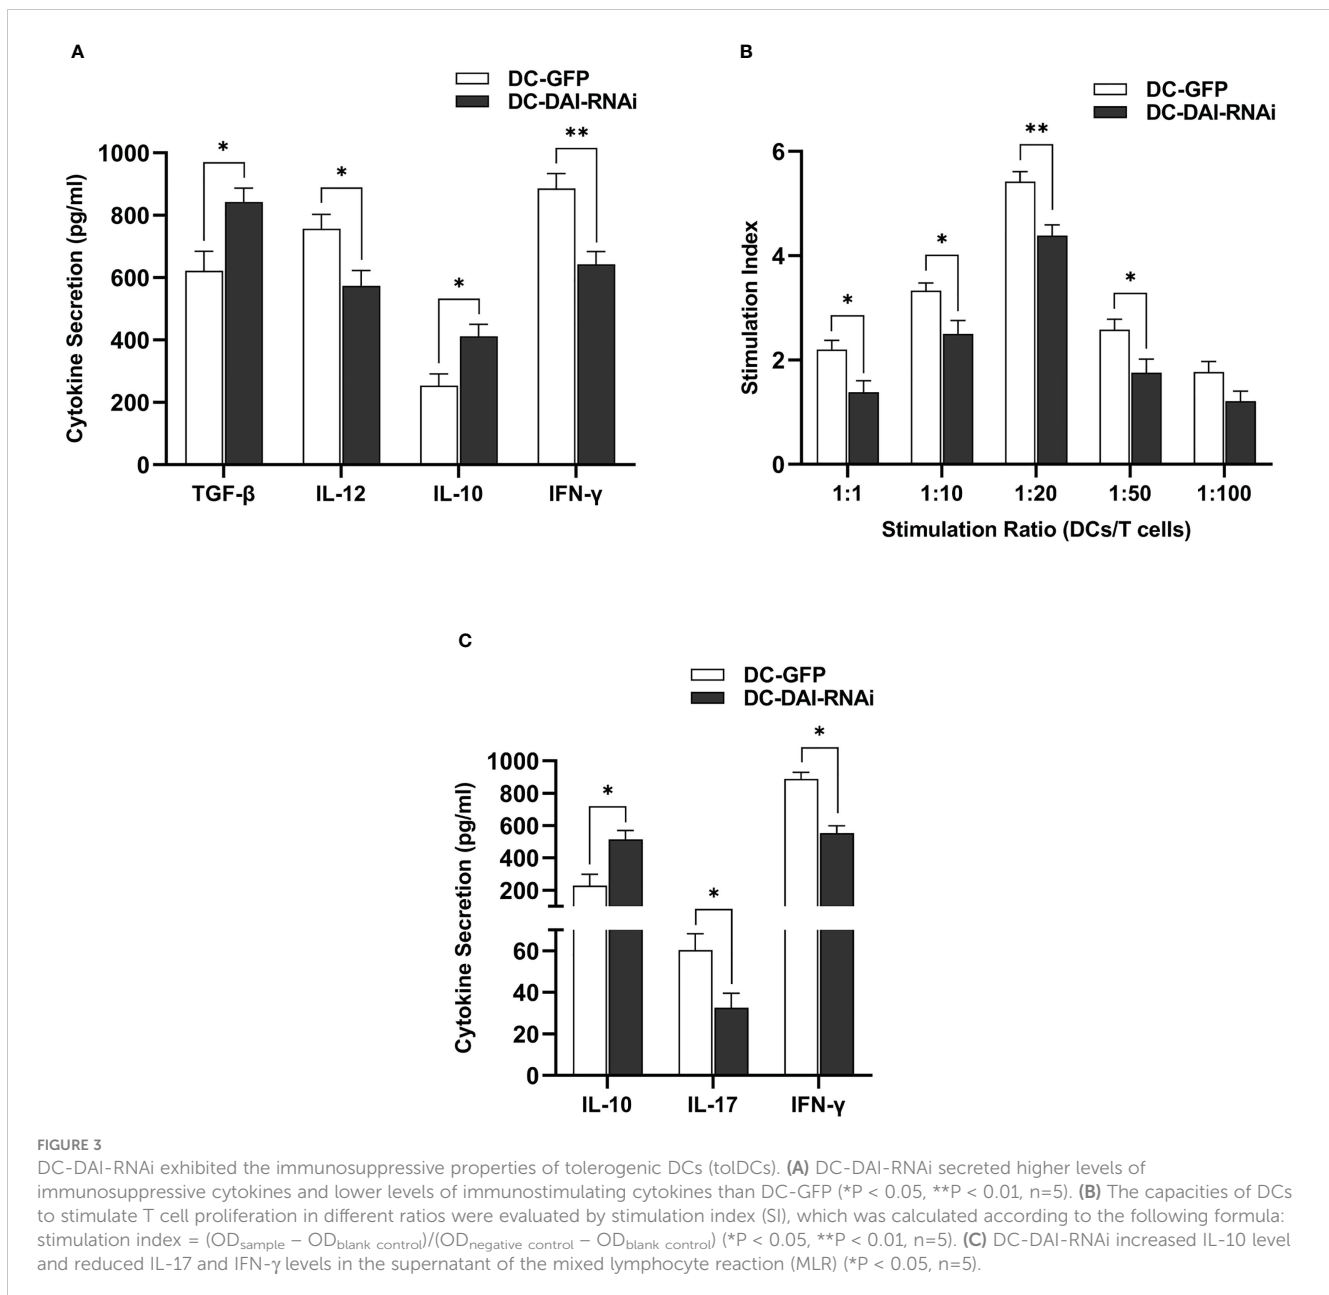 A
DC-GFP
DC-DAI-RNAi
Cytokine Secretion (pg/ml)
1000
800
600
400
200
0
*
*
*
**
TGF-β IL-12 IL-10 IFN-γ
B
DC-GFP
DC-DAI-RNAi
Stimulation Index
6
4
2
0
*
*
**
*
1:1 1:10 1:20 1:50 1:100
Stimulation Ratio (DCs/T cells)
C
DC-GFP
DC-DAI-RNAi
Cytokine Secretion (pg/ml)
1000
800
600
400
200
60
40
20
0
*
*
*
IL-10 IL-17 IFN-γ
FIGURE 3
DC-DAI-RNAi exhibited the immunosuppressive properties of tolerogenic DCs (tolDCs). (A) DC-DAI-RNAi secreted higher levels of
immunosuppressive cytokines and lower levels of immunostimulating cytokines than DC-GFP (*P < 0.05, **P < 0.01, n=5). (B) The capacities of DCs
to stimulate T cell proliferation in different ratios were evaluated by stimulation index (SI), which was calculated according to the following formula:
stimulation index = (ODsample – ODblank control)/(ODnegative control – ODblank control) (*P < 0.05, **P < 0.01, n=5). (C) DC-DAI-RNAi increased IL-10 level
and reduced IL-17 and IFN-γ levels in the supernatant of the mixed lymphocyte reaction (MLR) (*P < 0.05, n=5).